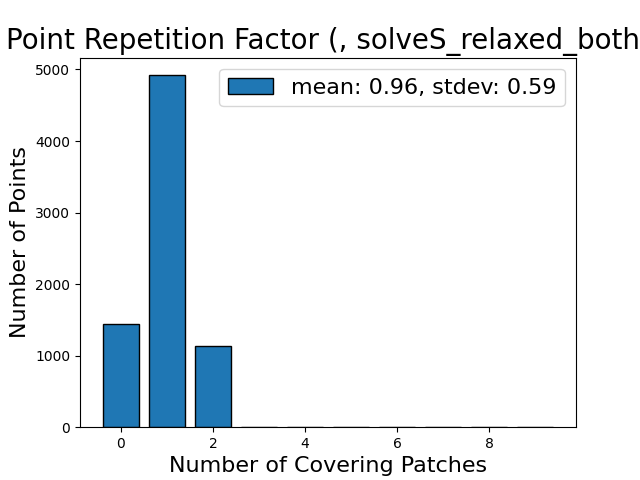 Point Repetition Factor (, solveS_relaxed_both
mean: 0.96, stdev: 0.59
5000
4000
3000
2000
1000
0
Number of Points
0 2 4 6 8
Number of Covering Patches